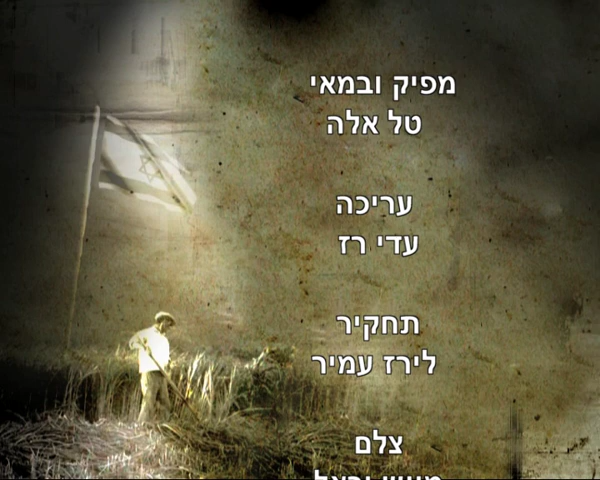 מפיק ובמאי
טל אלה
עריכה
עדי רז
תחקיר
לירז עמיר
צלם